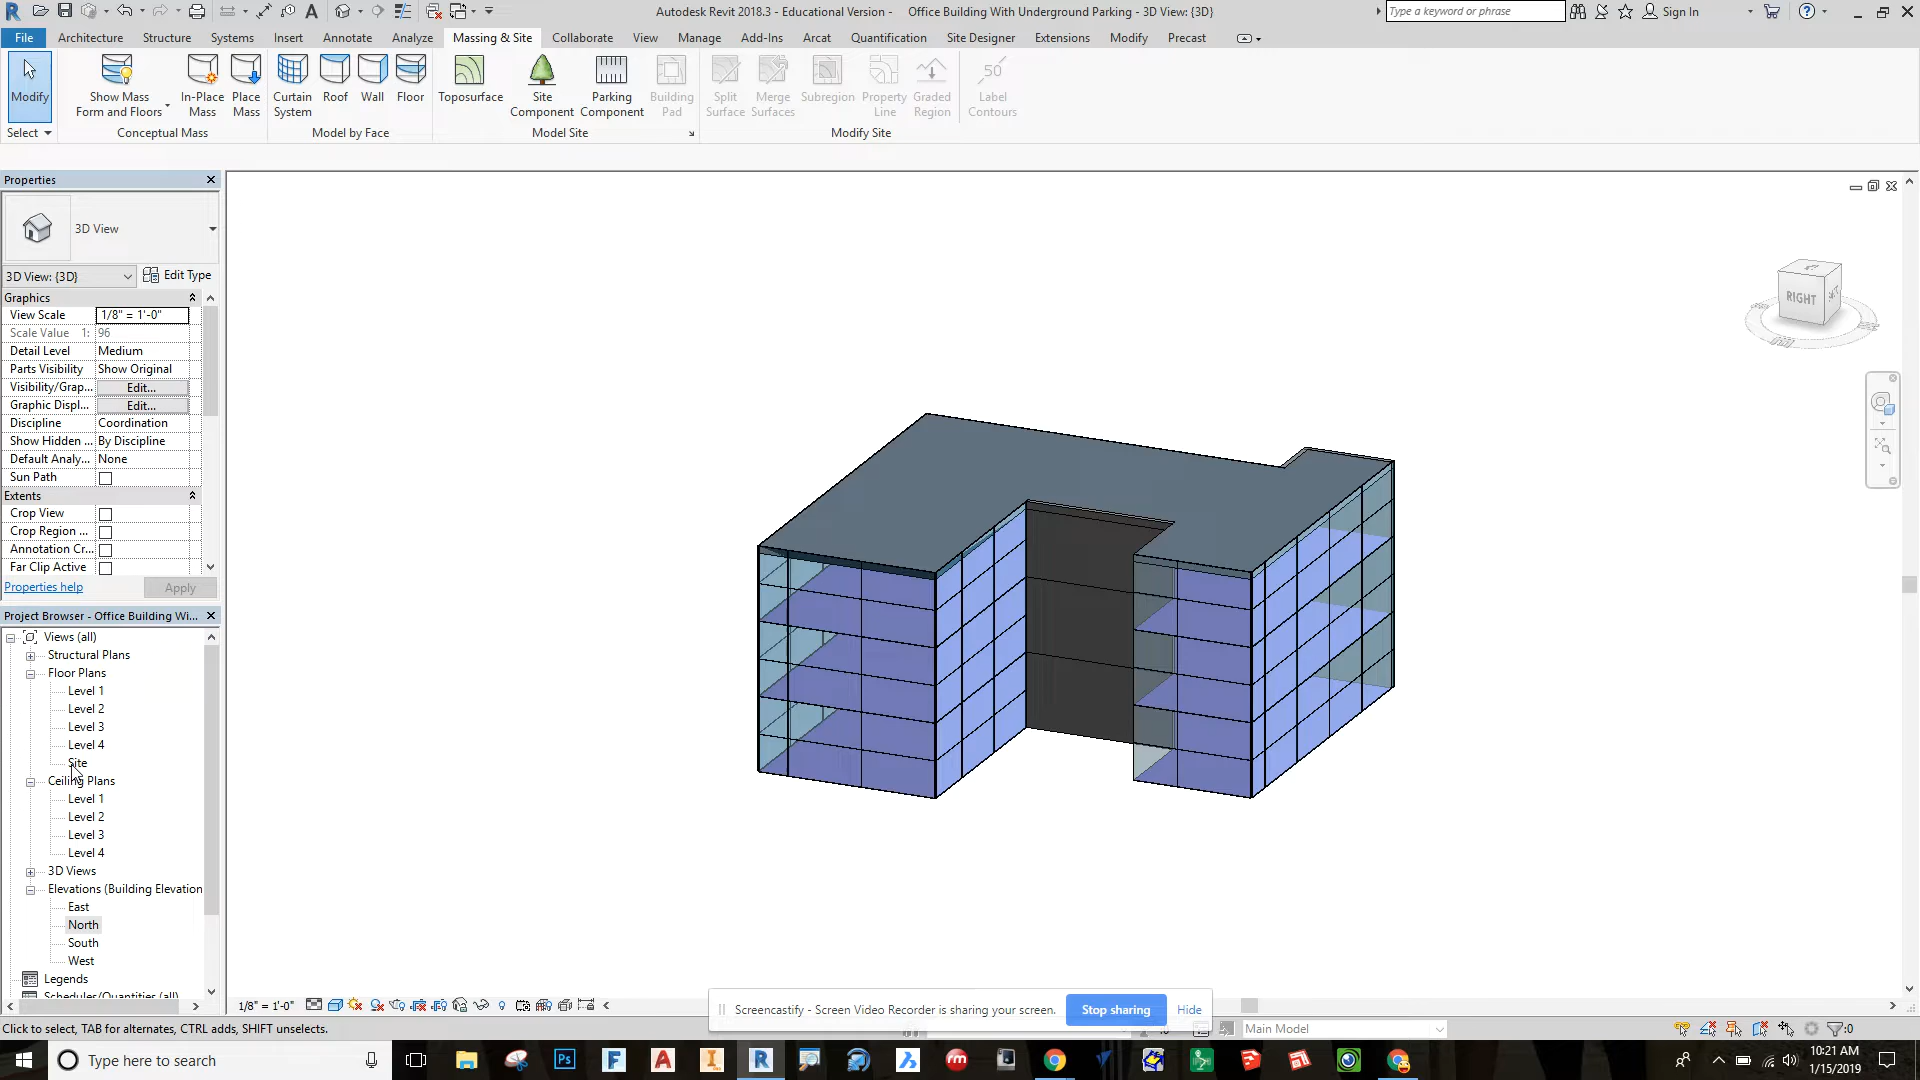 Autodesk Revit 2018.3 - Educational Version - Office Building With Underground Parking - 3D View: {3D}
Type a keyword or phrase
Sign In
File Architecture Structure Systems Insert Annotate Analyze Massing & Site Collaborate View Manage Add-Ins Arcat Quantification Site Designer Extensions Modify Precast
Modify
Show Mass Form and Floors
In-Place Mass
Place Mass
Curtain System
Roof
Wall
Floor
Toposurface
Site Component
Parking Component
Building Pad
Split Surface
Merge Surfaces
Subregion
Property Line
Graded Region
50
Label Contours
Select
Conceptual Mass
Model by Face
Model Site
Modify Site
Properties
3D View
3D View: {3D}
Edit Type
Graphics
View Scale 1/8" = 1'-0"
Scale Value 1: 96
Detail Level Medium
Parts Visibility Show Original
Visibility/Grap... Edit...
Graphic Displ... Edit...
Discipline Coordination
Show Hidden ... By Discipline
Default Analy... None
Sun Path
Extents
Crop View
Crop Region ...
Annotation Cr...
Far Clip Active
Properties help
Apply
Project Browser - Office Building Wi...
Views (all)
Structural Plans
Floor Plans
Level 1
Level 2
Level 3
Level 4
Site
Ceiling Plans
Level 1
Level 2
Level 3
Level 4
3D Views
Elevations (Building Elevation
East
North
South
West
Legends
Schedules/Quantities (all)
RIGHT
1/8" = 1'-0"
Screencastify - Screen Video Recorder is sharing your screen.
Stop sharing
Hide
Click to select, TAB for alternates, CTRL adds, SHIFT unselects.
Main Model
:0
Type here to search
10:21 AM
1/15/2019